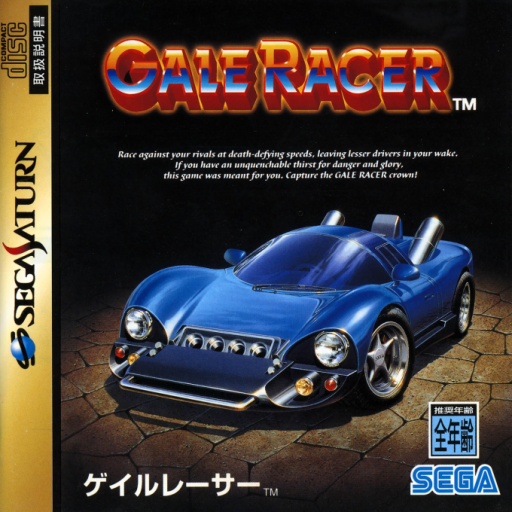 COMPACT
disc
取扱説明書
SEGA SATURN
GALE RACER™
Race against your rivals at death-defying speeds, leaving lesser drivers in your wake.
If you have an unquenchable thirst for danger and glory,
this game was meant for you. Capture the GALE RACER crown!
推奨年齢
全年齢
ゲイルレーサー™
SEGA